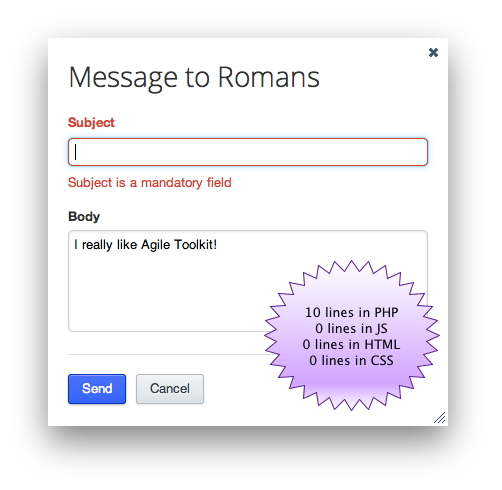 Message to Romans
Subject
Subject is a mandatory field
Body
I really like Agile Toolkit!
10 lines in PHP
0 lines in JS
0 lines in HTML
0 lines in CSS
Send
Cancel